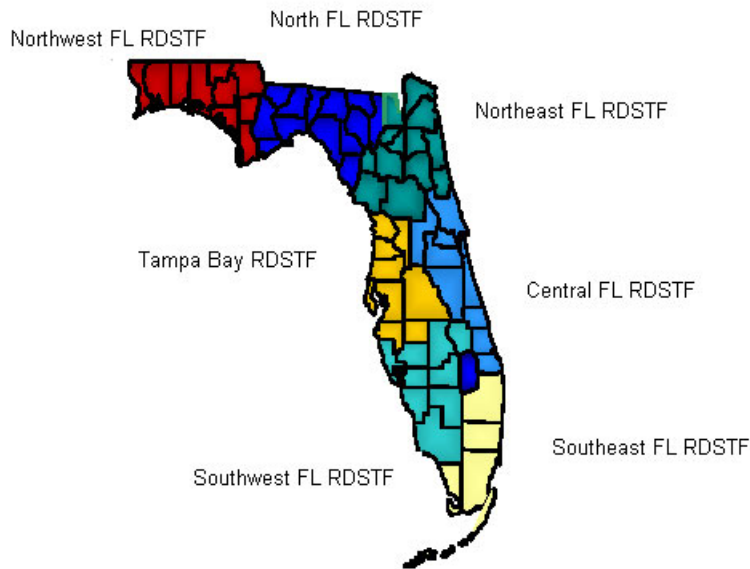 North FL RDSTF
Northwest FL RDSTF
Northeast FL RDSTF
Tampa Bay RDSTF
Central FL RDSTF
Southeast FL RDSTF
Southwest FL RDSTF